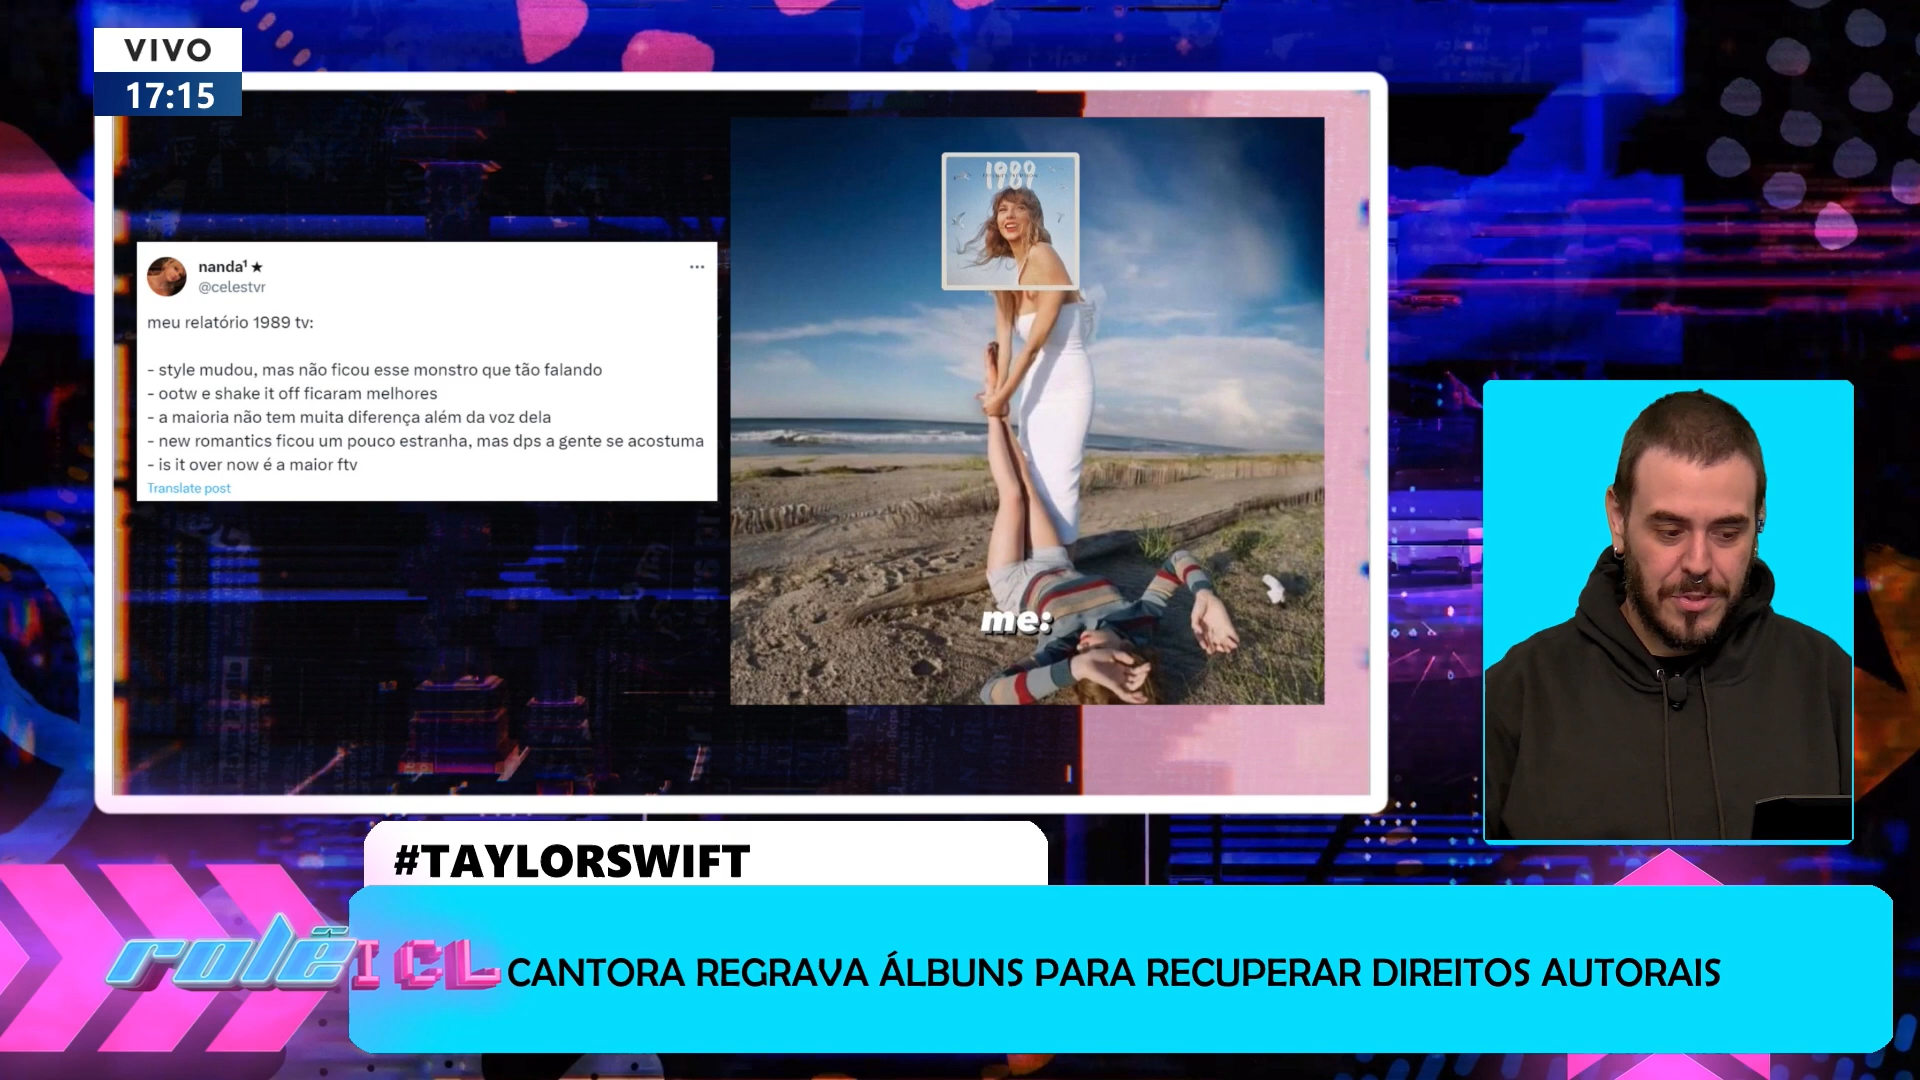 VIVO
17:15
nanda¹ ★
@celestvr
meu relatório 1989 tv:
- style mudou, mas não ficou esse monstro que tão falando
- ootw e shake it off ficaram melhores
- a maioria não tem muita diferença além da voz dela
- new romantics ficou um pouco estranha, mas dps a gente se acostuma
- is it over now é a maior ftv
Translate post
1989
me:
#TAYLORSWIFT
rolê ICL
CANTORA REGRAVA ÁLBUNS PARA RECUPERAR DIREITOS AUTORAIS